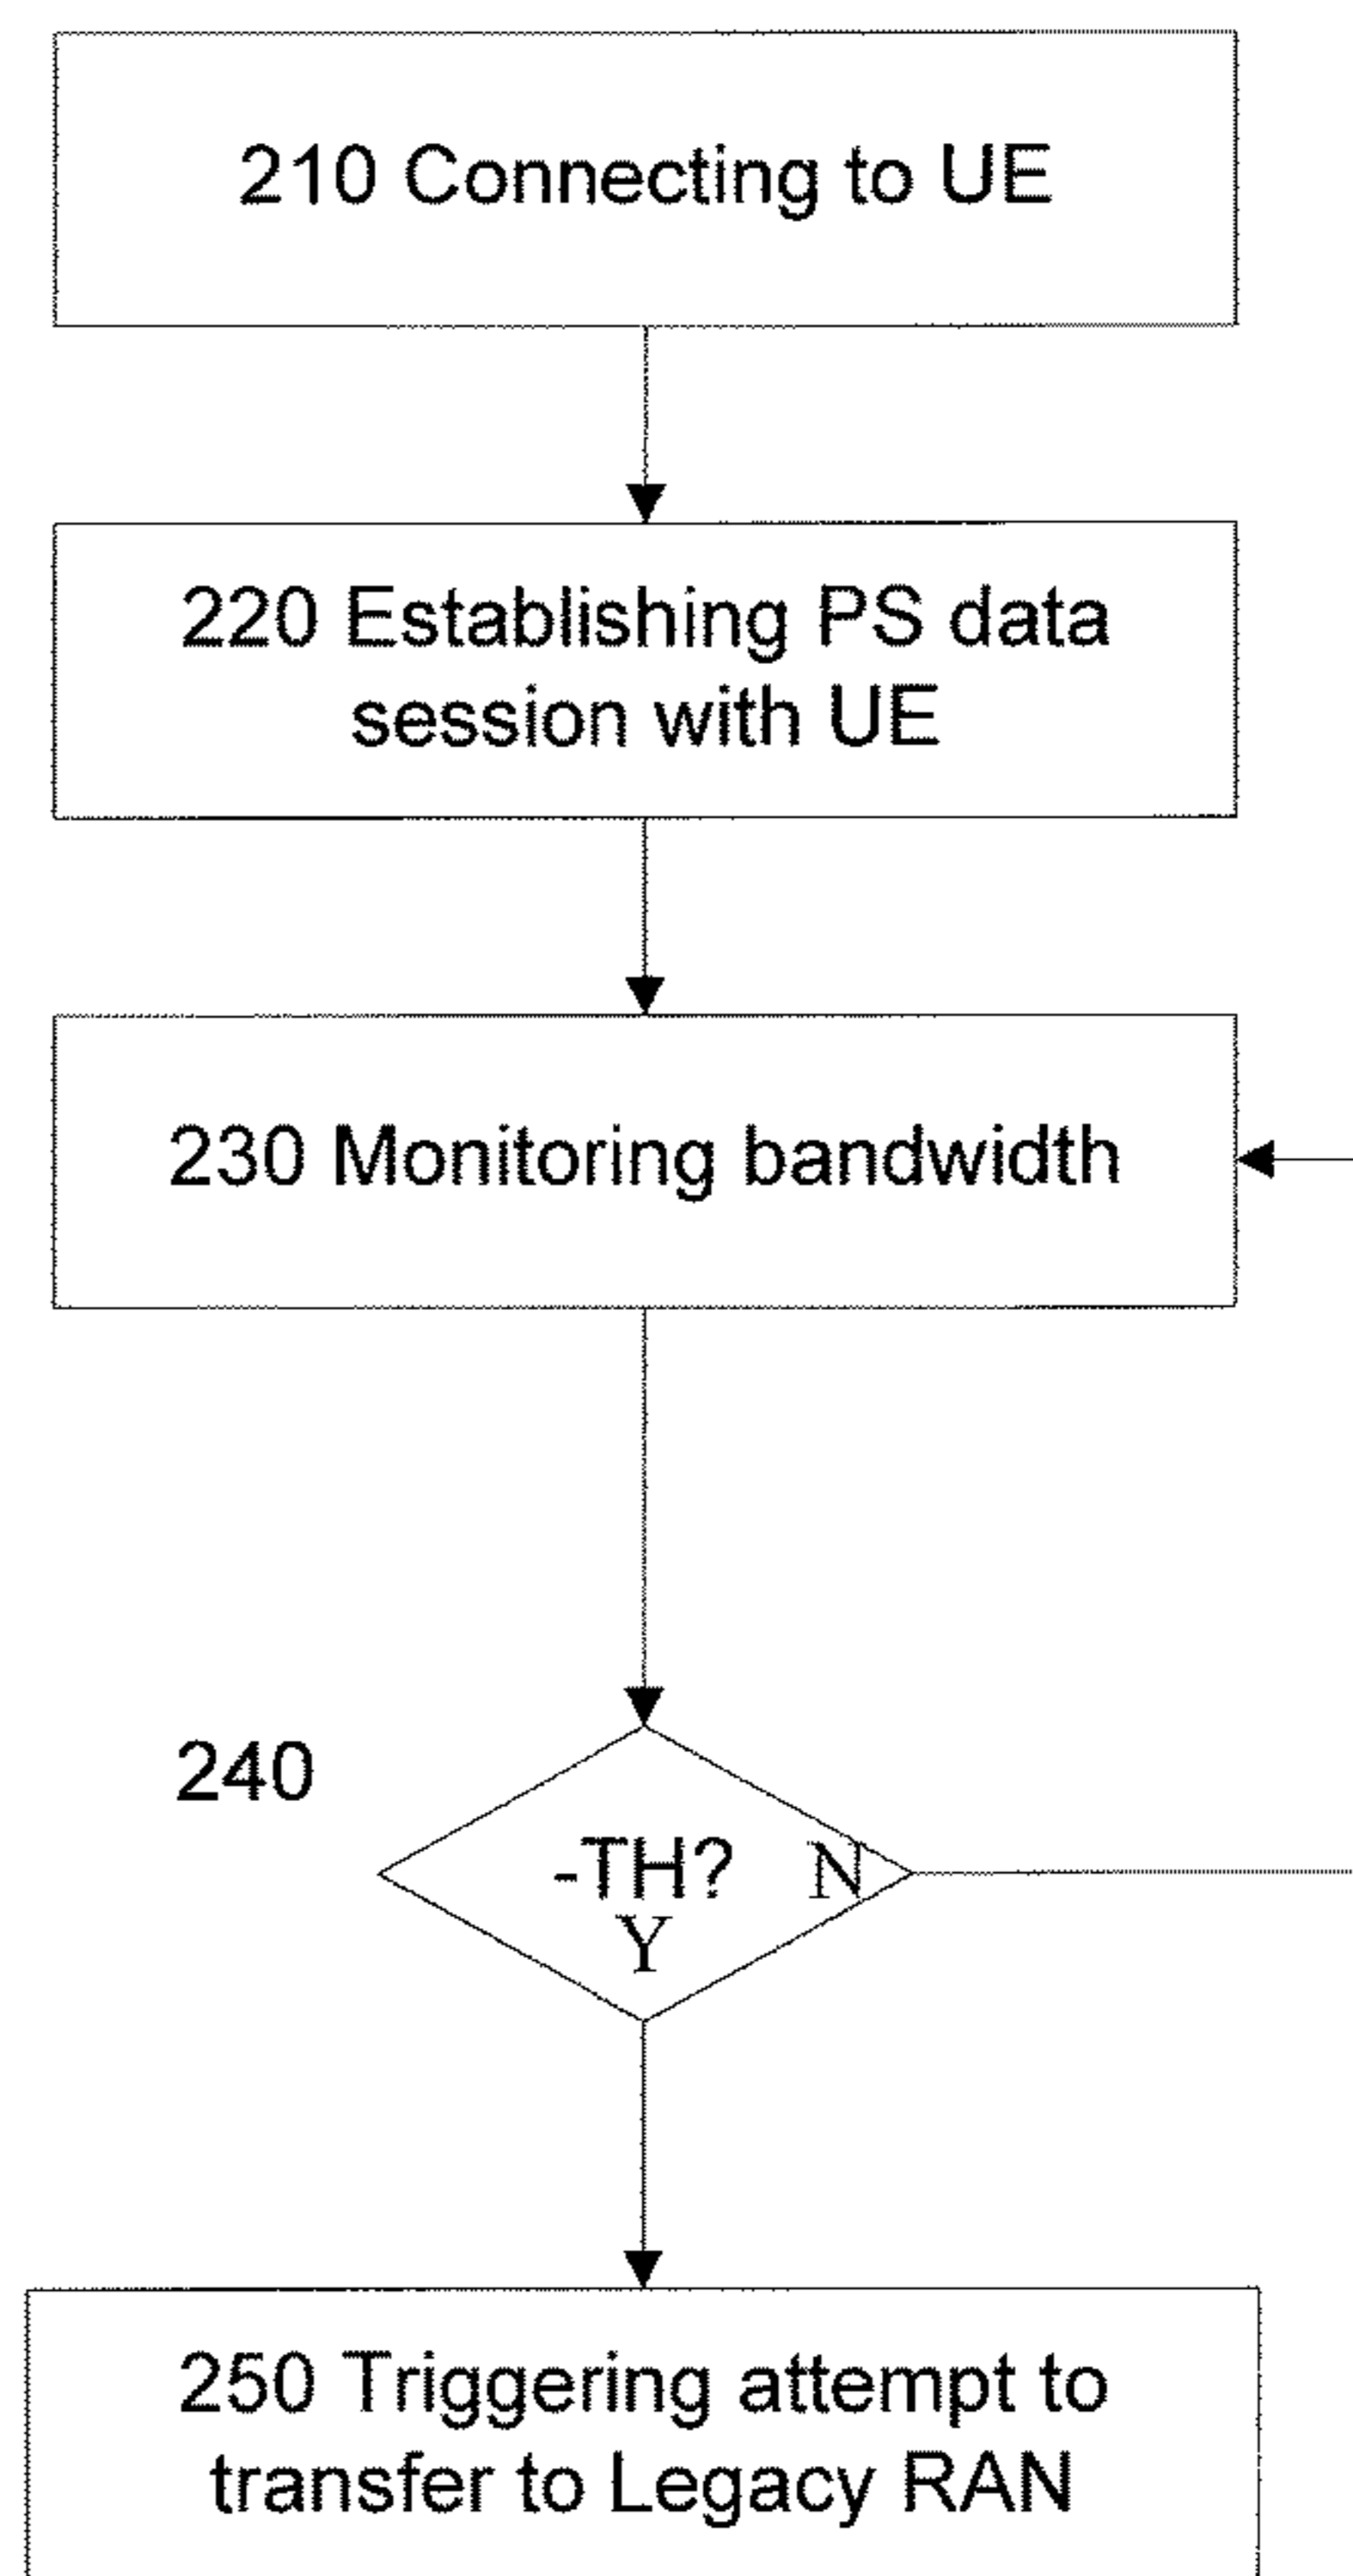 210 Connecting to UE
220 Establishing PS data
session with UE
230 Monitoring bandwidth
240
-TH? N
Y
250 Triggering attempt to
transfer to Legacy RAN